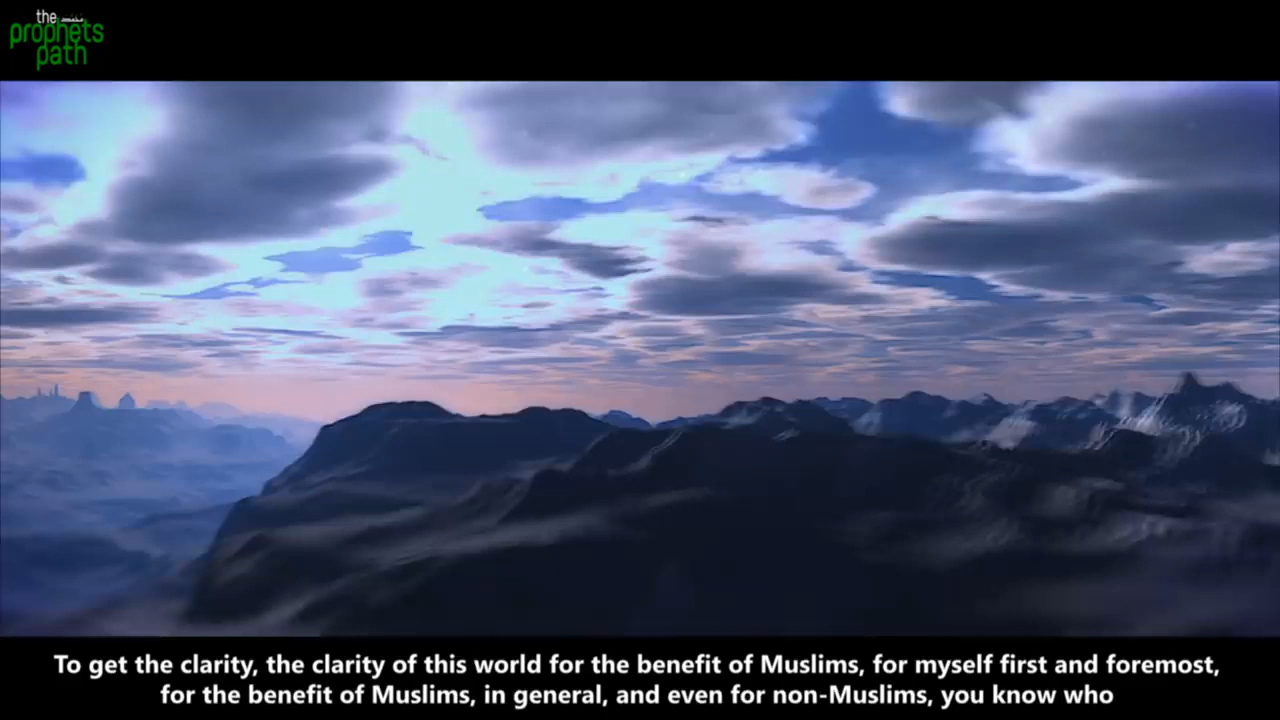 the
prophets
path
To get the clarity, the clarity of this world for the benefit of Muslims, for myself first and foremost,
for the benefit of Muslims, in general, and even for non-Muslims, you know who